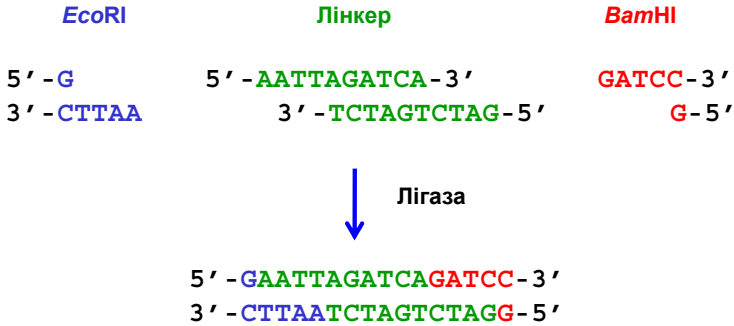 EcoRI Лінкер BamHI
5′-G 5′-AATTAGATCA-3′ GATCC-3′
3′-CTTAA 3′-TCTAGTCTAG-5′ G-5′
Лігаза
5′-GAATTAGATCAGATCC-3′
3′-CTTAATCTAGTCTAGG-5′